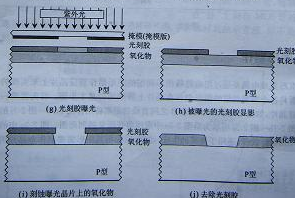 紫外光
掩模(掩模版)
光刻胶
氧化物
P型
(g) 光刻胶曝光
光刻胶
氧化物
P型
(h) 被曝光的光刻胶显影
光刻胶
氧化物
P型
(i) 刻蚀曝光晶片上的氧化物
氧化物
P型
(j) 去除光刻胶